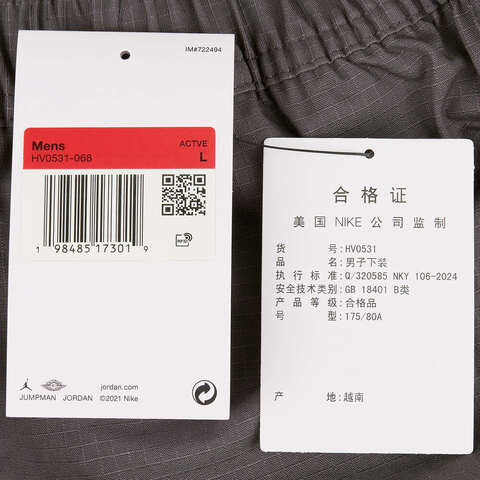 IM#722494
Mens
ACTVE
HV0531-068
L
1 98485 17301 9
RFID
JUMPMAN JORDAN
jordan.com
©2021 Nike
合格证
美国 NIKE 公司监制
货 号:HV0531
品 名:男子下装
执行标准:Q/320585 NKY 106-2024
安全技术类别:GB 18401 B类
产品等级:合格品
号 型:175/80A
产 地:越南